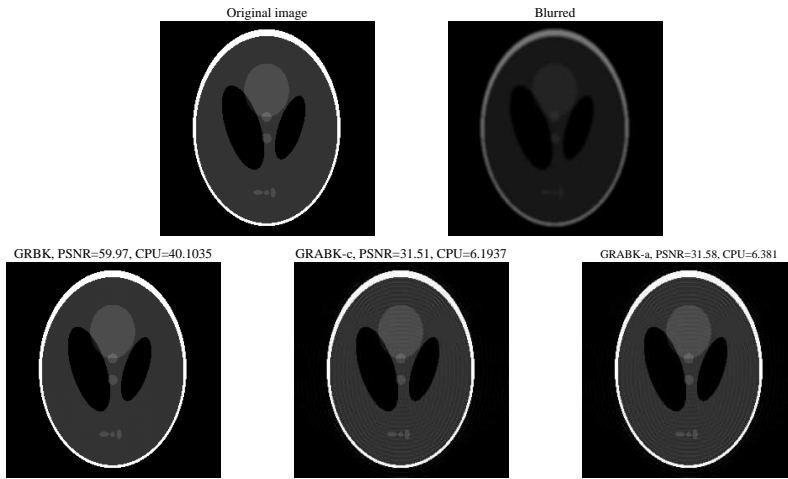 Original image
Blurred
GRBK, PSNR=59.97, CPU=40.1035
GRABK-c, PSNR=31.51, CPU=6.1937
GRABK-a, PSNR=31.58, CPU=6.381